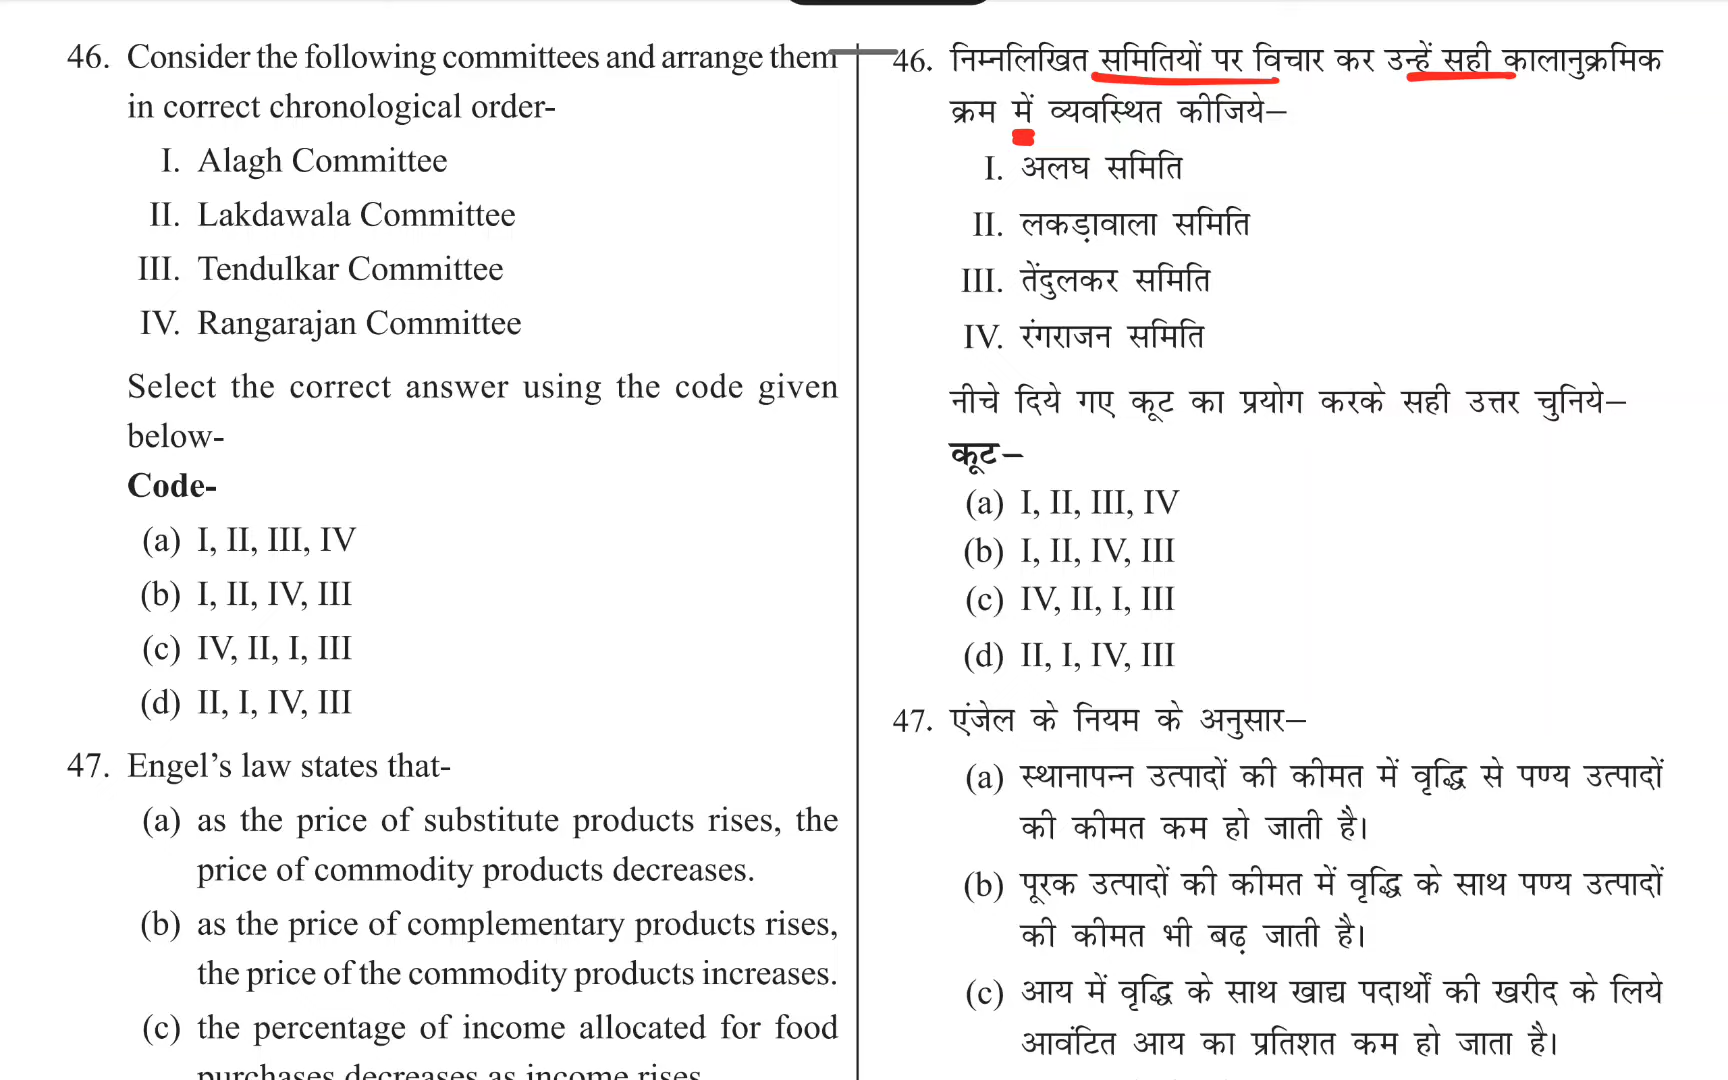 46. Consider the following committees and arrange them
in correct chronological order-
I. Alagh Committee
II. Lakdawala Committee
III. Tendulkar Committee
IV. Rangarajan Committee
Select the correct answer using the code given
below-
Code-
(a) I, II, III, IV
(b) I, II, IV, III
(c) IV, II, I, III
(d) II, I, IV, III
47. Engel’s law states that-
(a) as the price of substitute products rises, the
price of commodity products decreases.
(b) as the price of complementary products rises,
the price of the commodity products increases.
(c) the percentage of income allocated for food
purchases decreases as income rises
46. निम्नलिखित समितियों पर विचार कर उन्हें सही कालानुक्रमिक
क्रम में व्यवस्थित कीजिये–
I. अलघ समिति
II. लकड़ावाला समिति
III. तेंदुलकर समिति
IV. रंगराजन समिति
नीचे दिये गए कूट का प्रयोग करके सही उत्तर चुनिये–
कूट–
(a) I, II, III, IV
(b) I, II, IV, III
(c) IV, II, I, III
(d) II, I, IV, III
47. एंजेल के नियम के अनुसार–
(a) स्थानापन्न उत्पादों की कीमत में वृद्धि से पण्य उत्पादों
की कीमत कम हो जाती है।
(b) पूरक उत्पादों की कीमत में वृद्धि के साथ पण्य उत्पादों
की कीमत भी बढ़ जाती है।
(c) आय में वृद्धि के साथ खाद्य पदार्थों की खरीद के लिये
आवंटित आय का प्रतिशत कम हो जाता है।